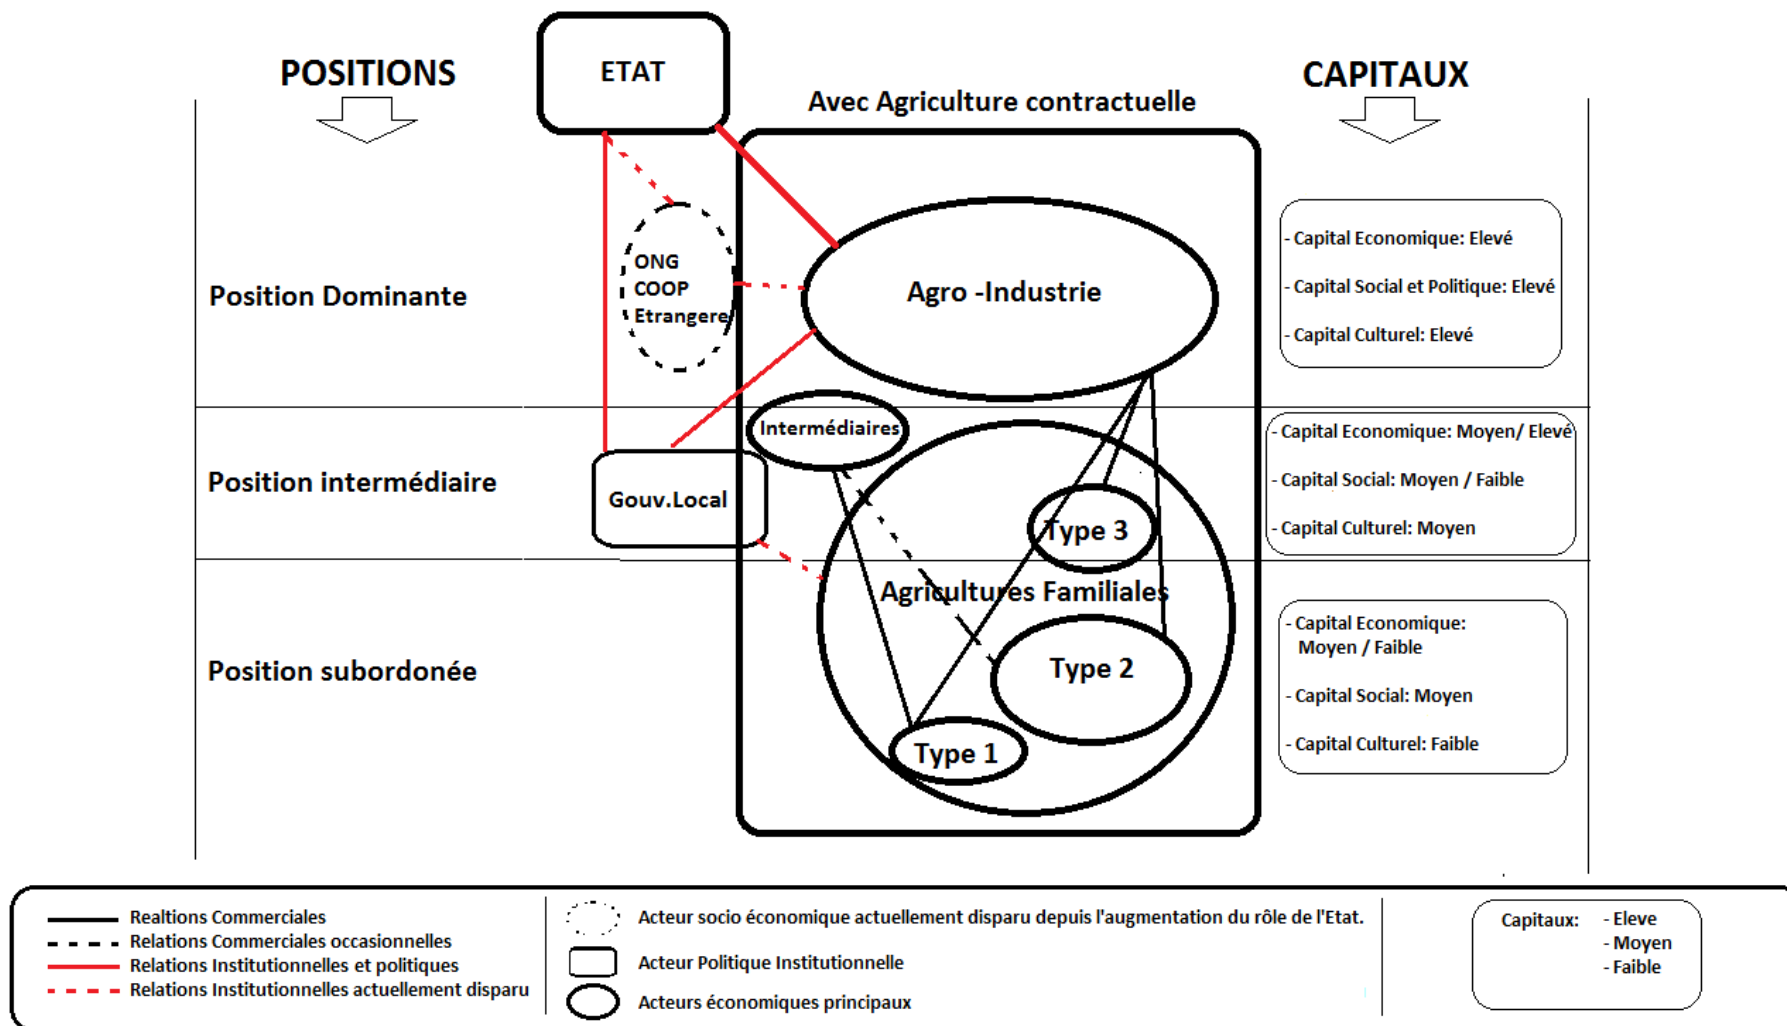 POSITIONS
ETAT
CAPITAUX
Avec Agriculture contractuelle
Position Dominante
ONG
COOP
Etrangere
Agro -Industrie
- Capital Economique: Elevé
- Capital Social et Politique: Elevé
- Capital Culturel: Elevé
Position intermédiaire
Intermédiaires
Gouv.Local
Type 3
- Capital Economique: Moyen/ Elevé
- Capital Social: Moyen / Faible
- Capital Culturel: Moyen
Agricultures Familiales
Position subordonée
Type 2
Type 1
- Capital Economique:
Moyen / Faible
- Capital Social: Moyen
- Capital Culturel: Faible
Realtions Commerciales
Relations Commerciales occasionnelles
Relations Institutionnelles et politiques
Relations Institutionnelles actuellement disparu
Acteur socio économique actuellement disparu depuis l'augmentation du rôle de l'Etat.
Acteur Politique Institutionnelle
Acteurs économiques principaux
Capitaux: - Eleve
- Moyen
- Faible